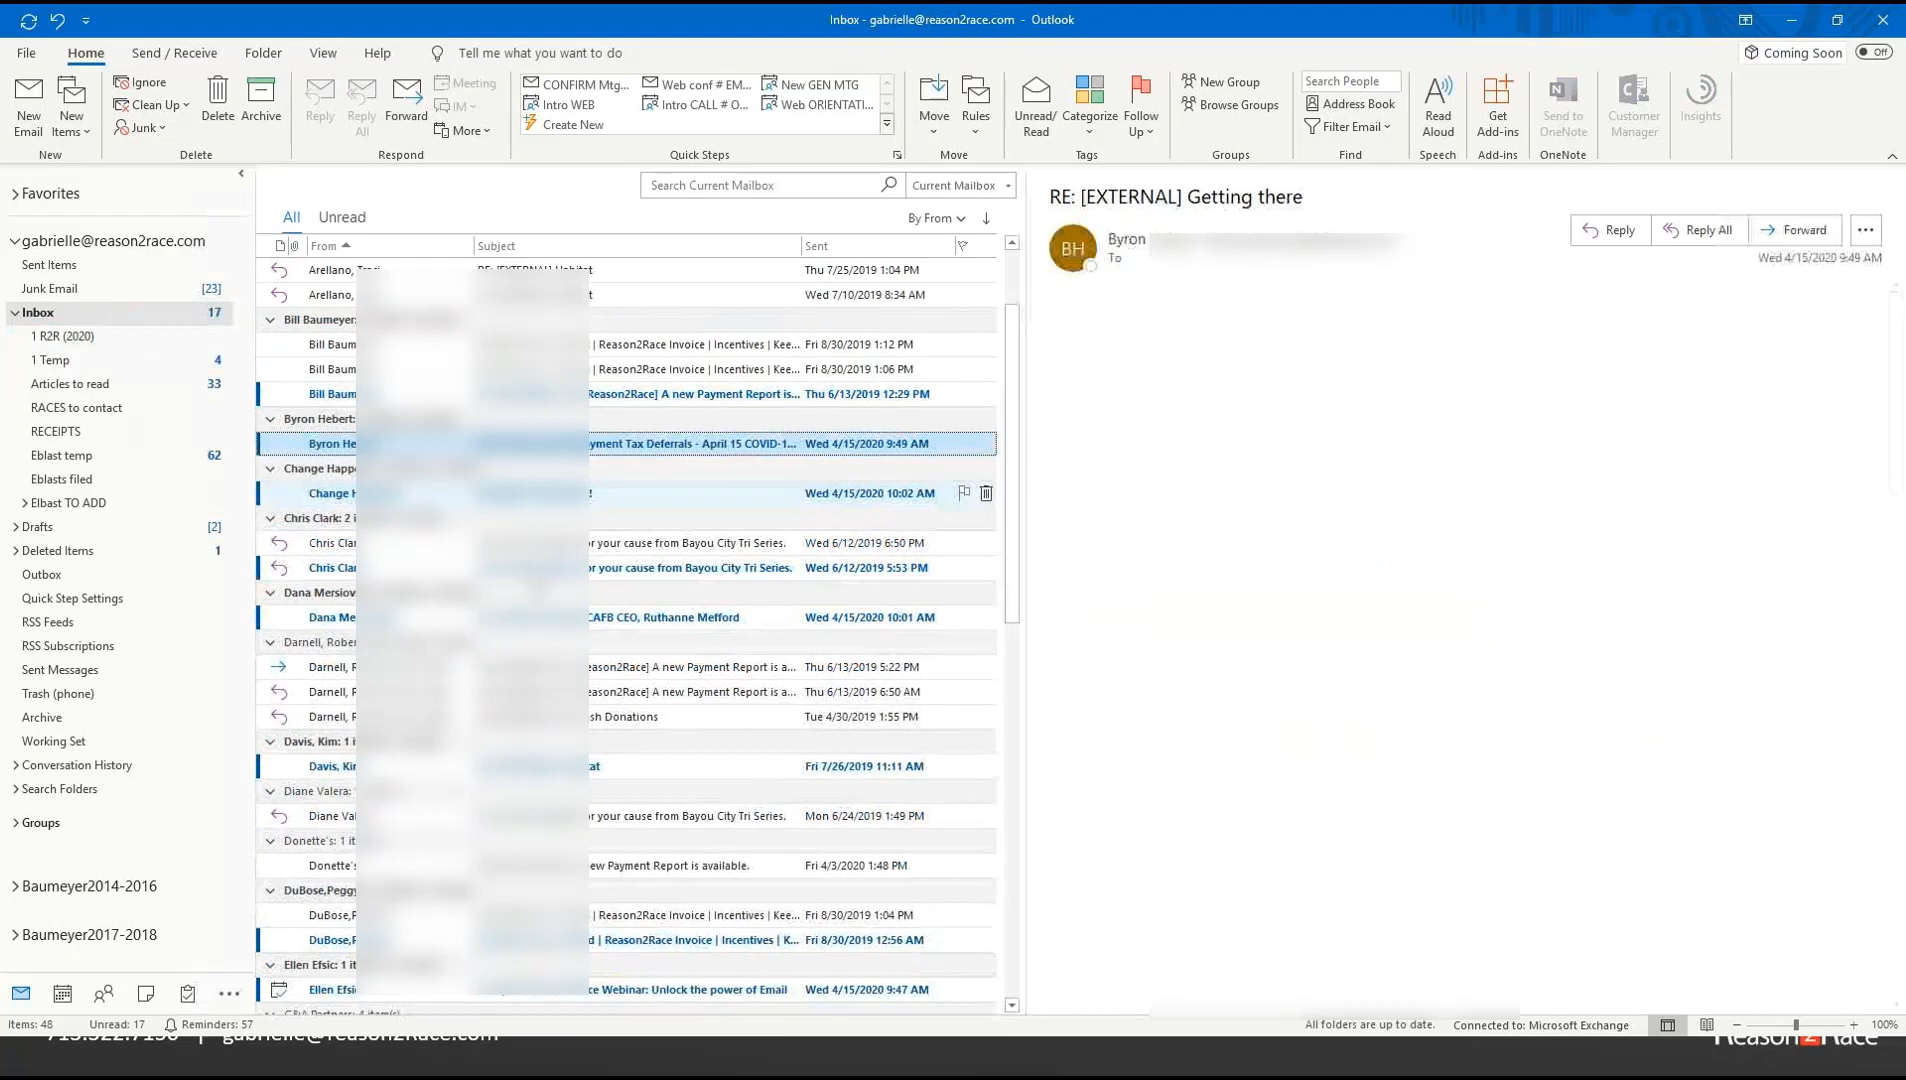 Inbox - gabrielle@reason2race.com - Outlook
File Home Send / Receive Folder View Help Tell me what you want to do Coming Soon Off
New Email New Items
New
Ignore
Clean Up
Junk
Delete Archive
Delete
Reply Reply All Forward
Meeting
IM
More
Respond
CONFIRM Mtg... Web conf # EM... New GEN MTG
Intro WEB Intro CALL # O... Web ORIENTATI...
Create New
Quick Steps
Move Rules
Move
Unread/ Read Categorize Follow Up
Tags
New Group
Browse Groups
Groups
Search People
Address Book
Filter Email
Find
Read Aloud
Speech
Get Add-ins
Add-ins
Send to OneNote
OneNote
Customer Manager
Insights
Favorites
gabrielle@reason2race.com
Sent Items
Junk Email [23]
Inbox 17
1 R2R (2020)
1 Temp 4
Articles to read 33
RACES to contact
RECEIPTS
Eblast temp 62
Eblasts filed
Elbast TO ADD
Drafts [2]
Deleted Items 1
Outbox
Quick Step Settings
RSS Feeds
RSS Subscriptions
Sent Messages
Trash (phone)
Archive
Working Set
Conversation History
Search Folders
Groups
Baumeyer2014-2016
Baumeyer2017-2018
Search Current Mailbox Current Mailbox
All Unread By From
From Subject Sent
Arellano, Thu 7/25/2019 1:04 PM
Arellano, t Wed 7/10/2019 8:34 AM
Bill Baumeyer:
Bill Baum | Reason2Race Invoice | Incentives | Kee... Fri 8/30/2019 1:12 PM
Bill Baum | Reason2Race Invoice | Incentives | Kee... Fri 8/30/2019 1:06 PM
Bill Baum Reason2Race] A new Payment Report is... Thu 6/13/2019 12:29 PM
Byron Hebert:
Byron He yment Tax Deferrals - April 15 COVID-1... Wed 4/15/2020 9:49 AM
Change Happe
Change H ! Wed 4/15/2020 10:02 AM
Chris Clark: 2 i
Chris Clar or your cause from Bayou City Tri Series. Wed 6/12/2019 6:50 PM
Chris Clar or your cause from Bayou City Tri Series. Wed 6/12/2019 5:53 PM
Dana Mersiov
Dana Me CAFB CEO, Ruthanne Mefford Wed 4/15/2020 10:01 AM
Darnell, Rober
Darnell, R eason2Race] A new Payment Report is a... Thu 6/13/2019 5:22 PM
Darnell, R eason2Race] A new Payment Report is a... Thu 6/13/2019 6:50 AM
Darnell, R sh Donations Tue 4/30/2019 1:55 PM
Davis, Kim: 1 i
Davis, Kin tat Fri 7/26/2019 11:11 AM
Diane Valera:
Diane Val or your cause from Bayou City Tri Series. Mon 6/24/2019 1:49 PM
Donette's: 1 it
Donette's ew Payment Report is available. Fri 4/3/2020 1:48 PM
DuBose,Peggy
DuBose,F | Reason2Race Invoice | Incentives | Kee... Fri 8/30/2019 1:04 PM
DuBose,F d | Reason2Race Invoice | Incentives | K... Fri 8/30/2019 12:56 AM
Ellen Efsic: 1 it
Ellen Efsi ce Webinar: Unlock the power of Email Wed 4/15/2020 9:47 AM
RE: [EXTERNAL] Getting there
BH
Byron
To
Reply Reply All Forward
Wed 4/15/2020 9:49 AM
Items: 48 Unread: 17 Reminders: 57 All folders are up to date. Connected to: Microsoft Exchange 100%
gabrielle@reason2Race.com Reason2Race